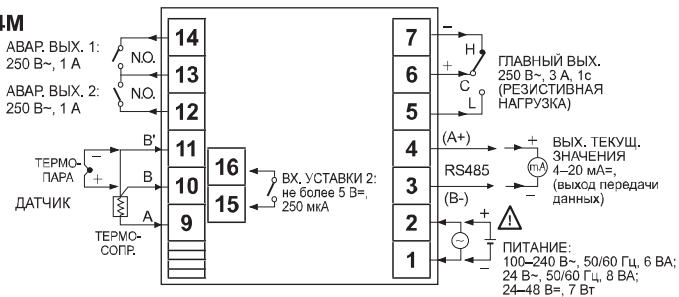 4М
АВАР. ВЫХ. 1:
250 В~, 1 А
N.O.
АВАР. ВЫХ. 2:
250 В~, 1 А
N.O.
14
13
12
11
10
9
B'
B
A
ТЕРМО-
ПАРА
−
+
ДАТЧИК
ТЕРМО-
СОПР.
16
15
ВХ. УСТАВКИ 2:
не более 5 В=,
250 мкА
7
6
5
4
3
2
1
−
+
H
C
L
ГЛАВНЫЙ ВЫХ.
250 В~, 3 А, 1с
(РЕЗИСТИВНАЯ
НАГРУЗКА)
(A+)
RS485
(B-)
+
mA
−
ВЫХ. ТЕКУЩ.
ЗНАЧЕНИЯ
4–20 мА=,
(выход передачи
данных)
~
+
−
!
ПИТАНИЕ:
100–240 В~, 50/60 Гц, 6 ВА;
24 В~, 50/60 Гц, 8 ВА;
24–48 В=, 7 Вт